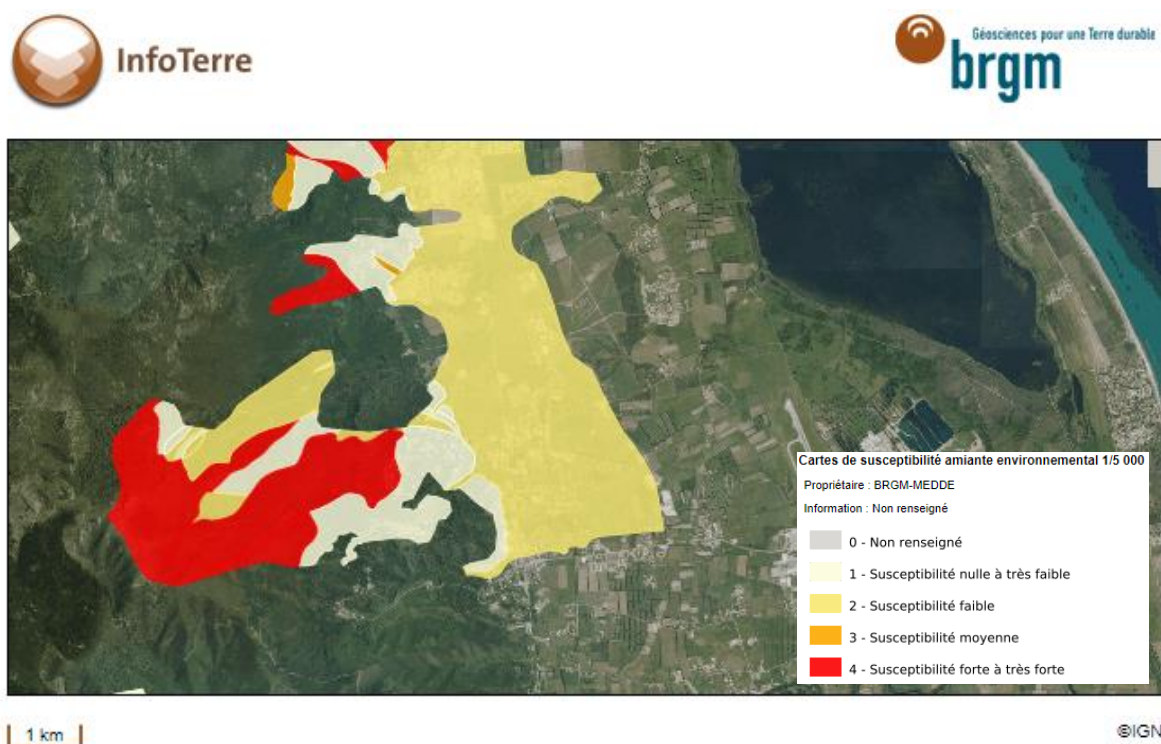 InfoTerre
Géosciences pour une Terre durable
brgm
Cartes de susceptibilité amiante environnemental 1/5 000
Propriétaire : BRGM-MEDDE
Information : Non renseigné
0 - Non renseigné
1 - Susceptibilité nulle à très faible
2 - Susceptibilité faible
3 - Susceptibilité moyenne
4 - Susceptibilité forte à très forte
1 km
©IGN